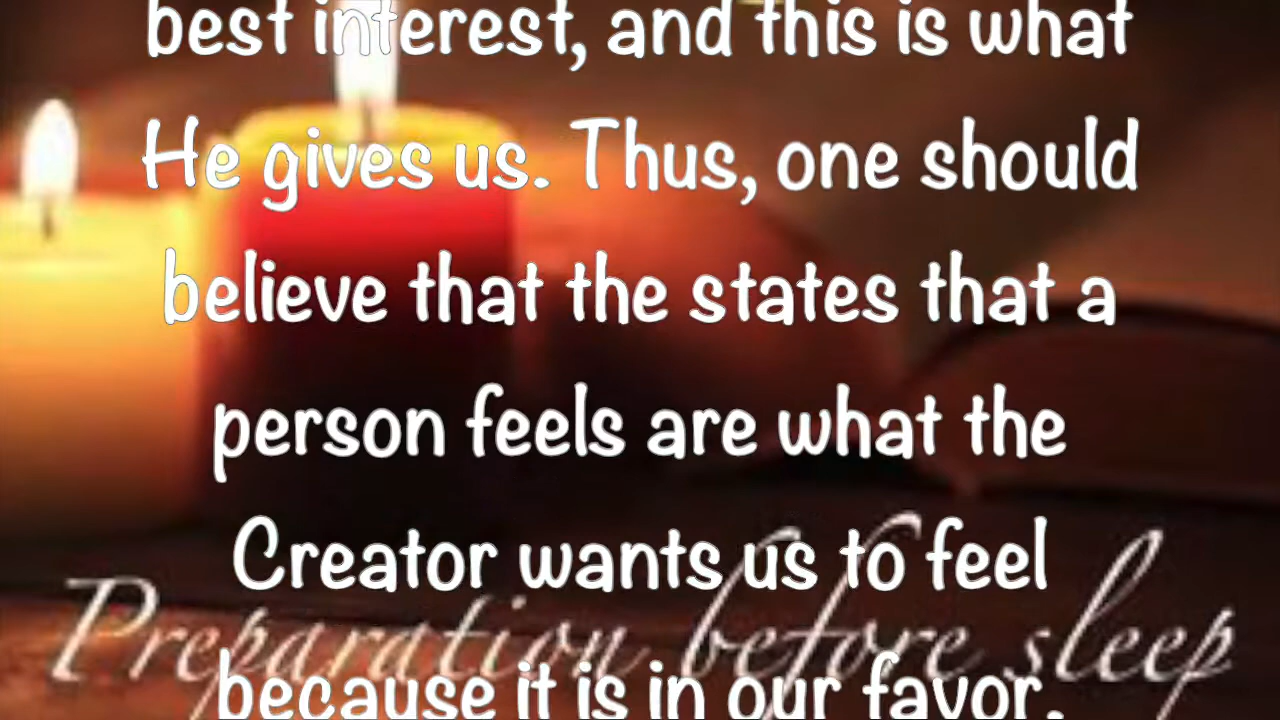 best interest, and this is what
He gives us. Thus, one should
believe that the states that a
person feels are what the
Creator wants us to feel
Preparation before sleep
because it is in our favor.